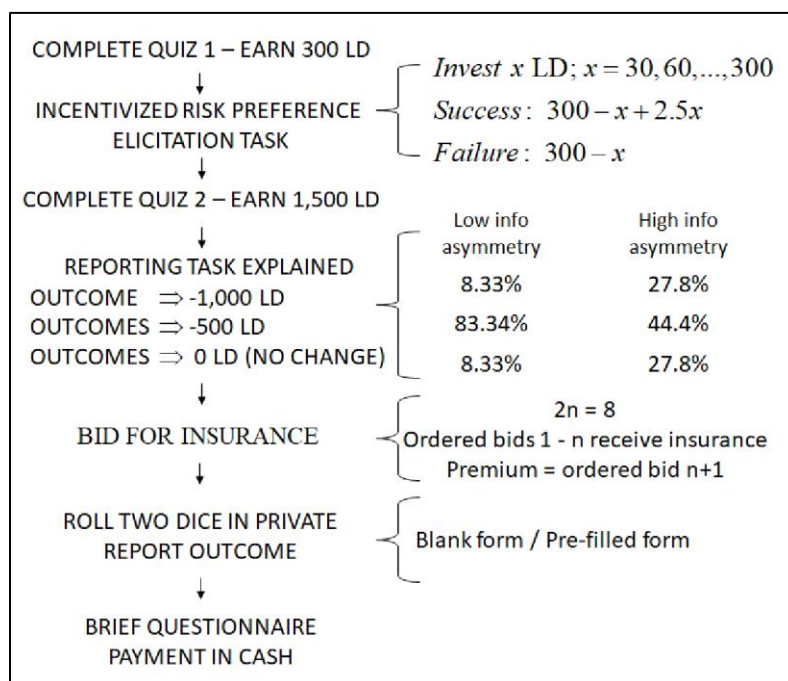 COMPLETE QUIZ 1 – EARN 300 LD
INCENTIVIZED RISK PREFERENCE
ELICITATION TASK
Invest x LD; x = 30, 60,..., 300
Success: 300 − x + 2.5x
Failure: 300 − x
COMPLETE QUIZ 2 – EARN 1,500 LD
REPORTING TASK EXPLAINED
OUTCOME ⇒ -1,000 LD
OUTCOMES ⇒ -500 LD
OUTCOMES ⇒ 0 LD (NO CHANGE)
Low info High info
asymmetry asymmetry
8.33% 27.8%
83.34% 44.4%
8.33% 27.8%
BID FOR INSURANCE
2n = 8
Ordered bids 1 - n receive insurance
Premium = ordered bid n+1
ROLL TWO DICE IN PRIVATE
REPORT OUTCOME
Blank form / Pre-filled form
BRIEF QUESTIONNAIRE
PAYMENT IN CASH